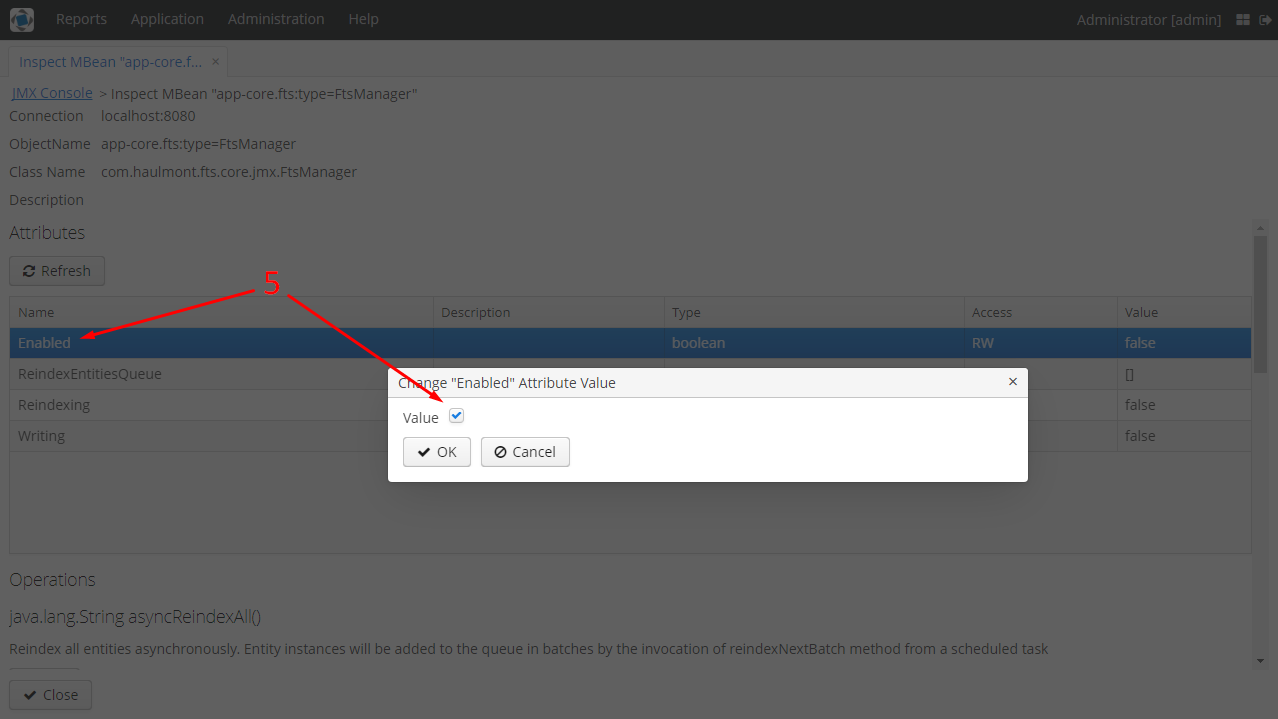 Reports Application Administration Help Administrator [admin]
Inspect MBean "app-core.f... ×
JMX Console > Inspect MBean "app-core.fts:type=FtsManager"
Connection localhost:8080
ObjectName app-core.fts:type=FtsManager
Class Name com.haulmont.fts.core.jmx.FtsManager
Description
Attributes
Refresh
5
Name Description Type Access Value
Enabled boolean RW false
ReindexEntitiesQueue []
Reindexing false
Writing false
Change "Enabled" Attribute Value ×
Value
OK Cancel
Operations
java.lang.String asyncReindexAll()
Reindex all entities asynchronously. Entity instances will be added to the queue in batches by the invocation of reindexNextBatch method from a scheduled task
Close